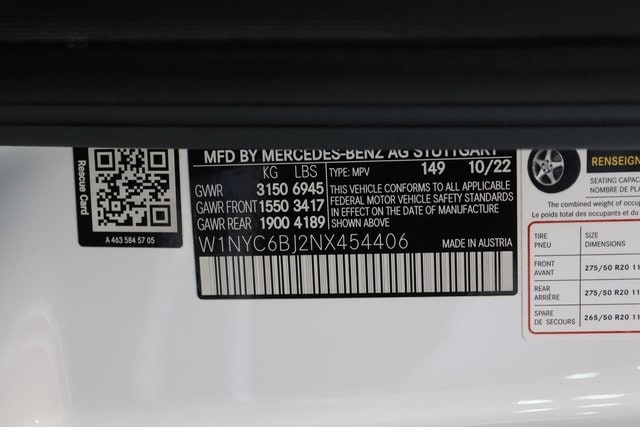 Rescue Card
A 463 584 57 05
MFD BY MERCEDES-BENZ AG STUTTGART
KG LBS TYPE: MPV 149 10/22
GVWR 3150 6945 THIS VEHICLE CONFORMS TO ALL APPLICABLE
GAWR FRONT 1550 3417 FEDERAL MOTOR VEHICLE SAFETY STANDARDS
IN EFFECT ON THE DATE OF MANUFACTURE
GAWR REAR 1900 4189 SHOWN ABOVE
W1NYC6BJ2NX454406 MADE IN AUSTRIA
SEATING
NOMBRE DE
The combined weight of
Le poids total des occupants et du
TIRE SIZE
PNEU DIMENSIONS
FRONT
AVANT 275/50 R20
REAR
ARRIÈRE 275/50 R20
SPARE
DE SECOURS 265/50 R20